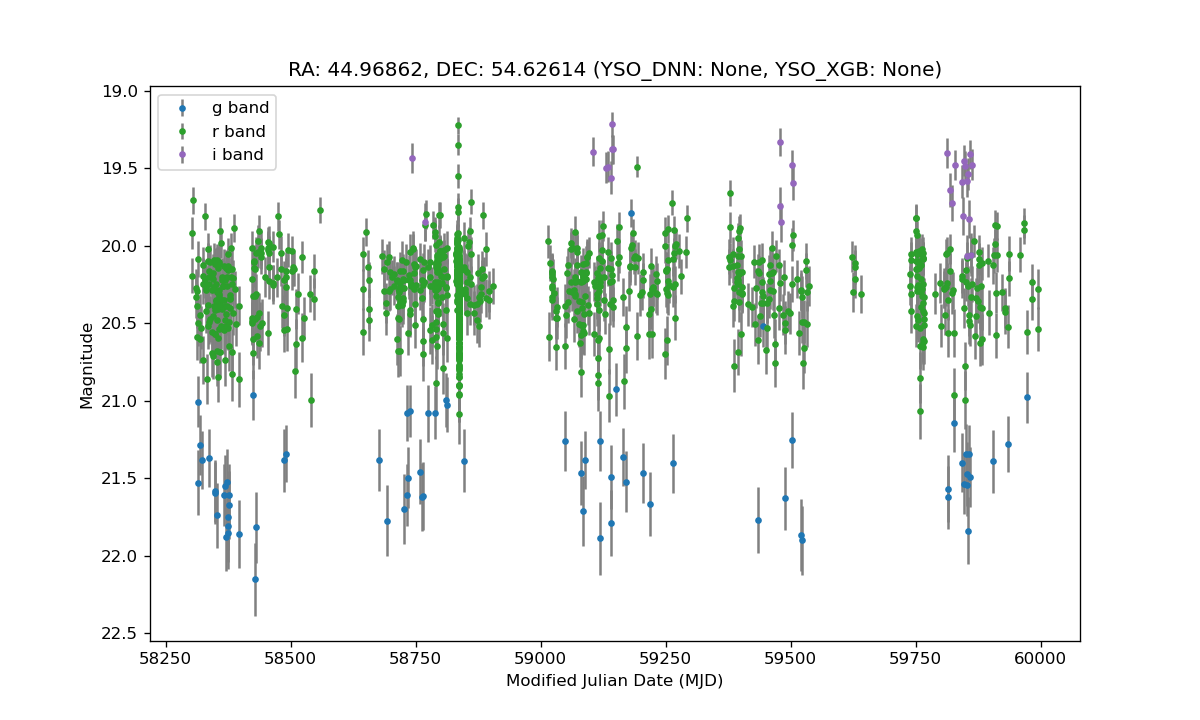 RA: 44.96862, DEC: 54.62614 (YSO_DNN: None, YSO_XGB: None)
g band
r band
i band
19.0
19.5
20.0
20.5
21.0
21.5
22.0
22.5
Magnitude
58250 58500 58750 59000 59250 59500 59750 60000
Modified Julian Date (MJD)